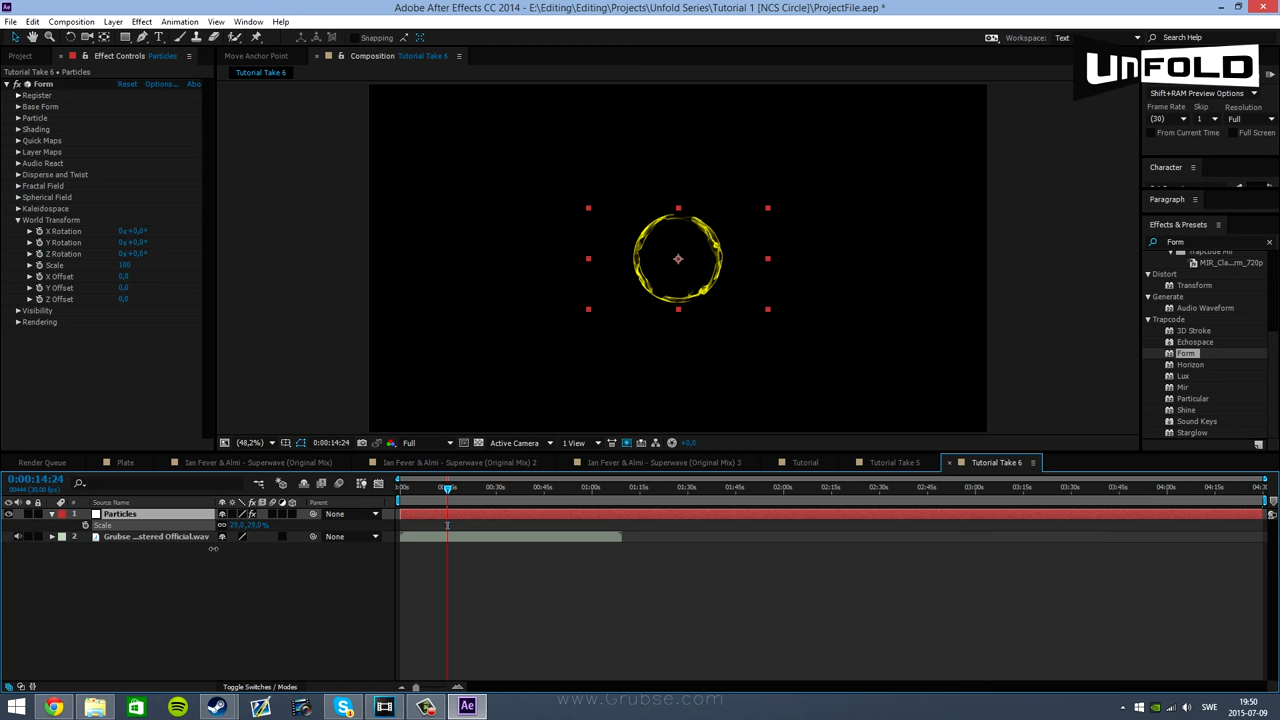 Adobe After Effects CC 2014 - E:\Editing\Editing\Projects\Unfold Series\Tutorial 1 [NCS Circle]\ProjectFile.aep *
File Edit Composition Layer Effect Animation View Window Help
Snapping
Workspace: Text
Search Help
Project
Effect Controls Particles
Move Anchor Point
Composition Tutorial Take 6
UNFOLD
Tutorial Take 6 • Particles
Tutorial Take 6
Form Reset Options... Abo
Register
Base Form
Particle
Shading
Quick Maps
Layer Maps
Audio React
Disperse and Twist
Fractal Field
Spherical Field
Kaleidospace
World Transform
X Rotation 0x+0,0°
Y Rotation 0x+0,0°
Z Rotation 0x+0,0°
Scale 100
X Offset 0,0
Y Offset 0,0
Z Offset 0,0
Visibility
Rendering
Shift+RAM Preview Options
Frame Rate Skip Resolution
(30) 1 Full
From Current Time Full Screen
Character
Paragraph
Effects & Presets
Form
Trapcode Mir
MIR_Cla...rm_720p
Distort
Transform
Generate
Audio Waveform
Trapcode
3D Stroke
Echospace
Form
Horizon
Lux
Mir
Particular
Shine
Sound Keys
Starglow
(48,2%) 0:00:14:24 Full Active Camera 1 View +0,0
Render Queue Plate Ian Fever & Almi - Superwave (Original Mix) Ian Fever & Almi - Superwave (Original Mix) 2 Ian Fever & Almi - Superwave (Original Mix) 3 Tutorial Tutorial Take 5 Tutorial Take 6
0:00:14:24
00444 (30.00 fps)
# Source Name Parent
00:30s 00:45s 01:00s 01:15s 01:30s 01:45s 02:00s 02:15s 02:30s 02:45s 03:00s 03:15s 03:30s 03:45s 04:00s 04:15s
1 Particles None
Scale 29,0,29,0%
2 Grubse ...stered Official.wav None
Toggle Switches / Modes
www.Grubse.com
SWE
19:50
2015-07-09